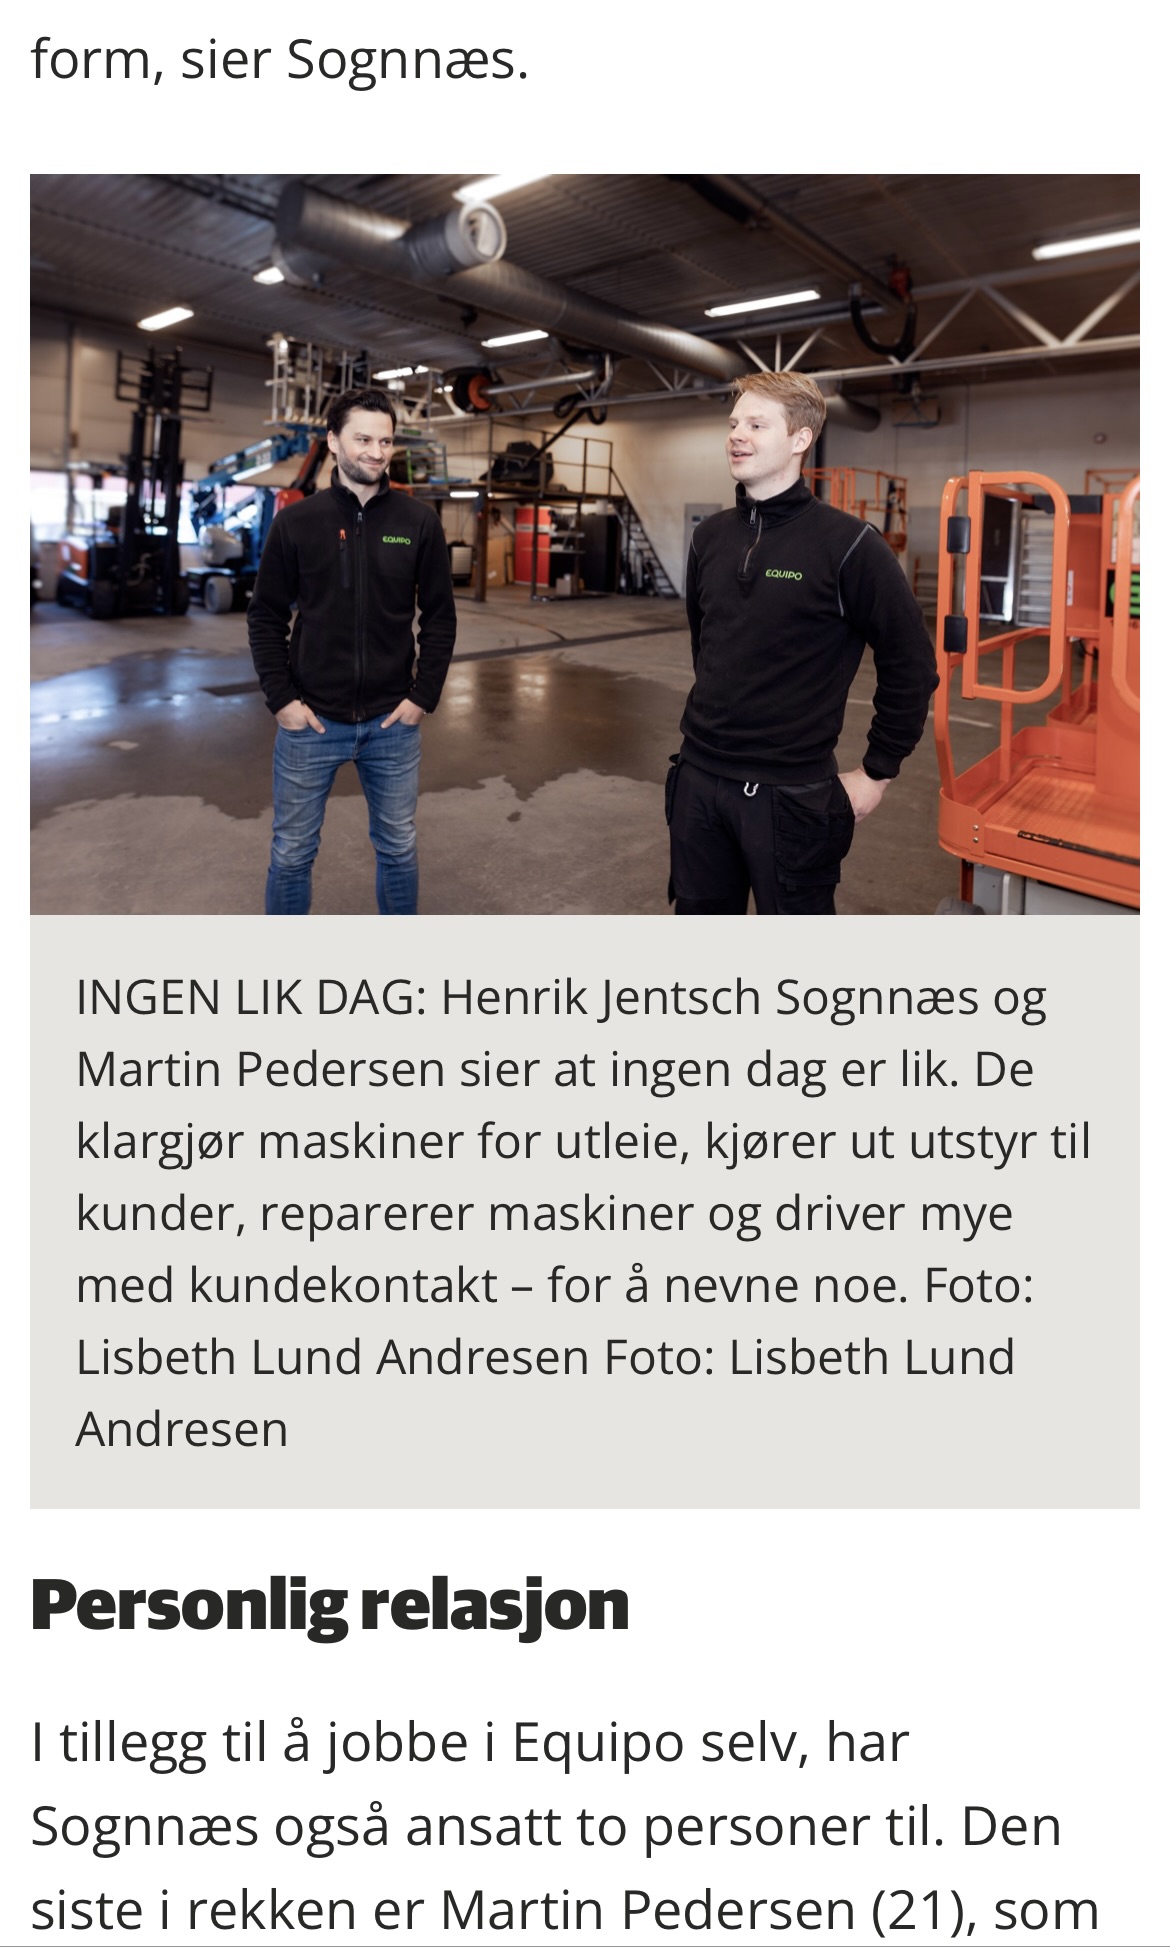 form, sier Sognnæs.
EQUIPO
EQUIPO
INGEN LIK DAG: Henrik Jentsch Sognnæs og
Martin Pedersen sier at ingen dag er lik. De
klargjør maskiner for utleie, kjører ut utstyr til
kunder, reparerer maskiner og driver mye
med kundekontakt – for å nevne noe. Foto:
Lisbeth Lund Andresen Foto: Lisbeth Lund
Andresen
Personlig relasjon
I tillegg til å jobbe i Equipo selv, har
Sognnæs også ansatt to personer til. Den
siste i rekken er Martin Pedersen (21), som